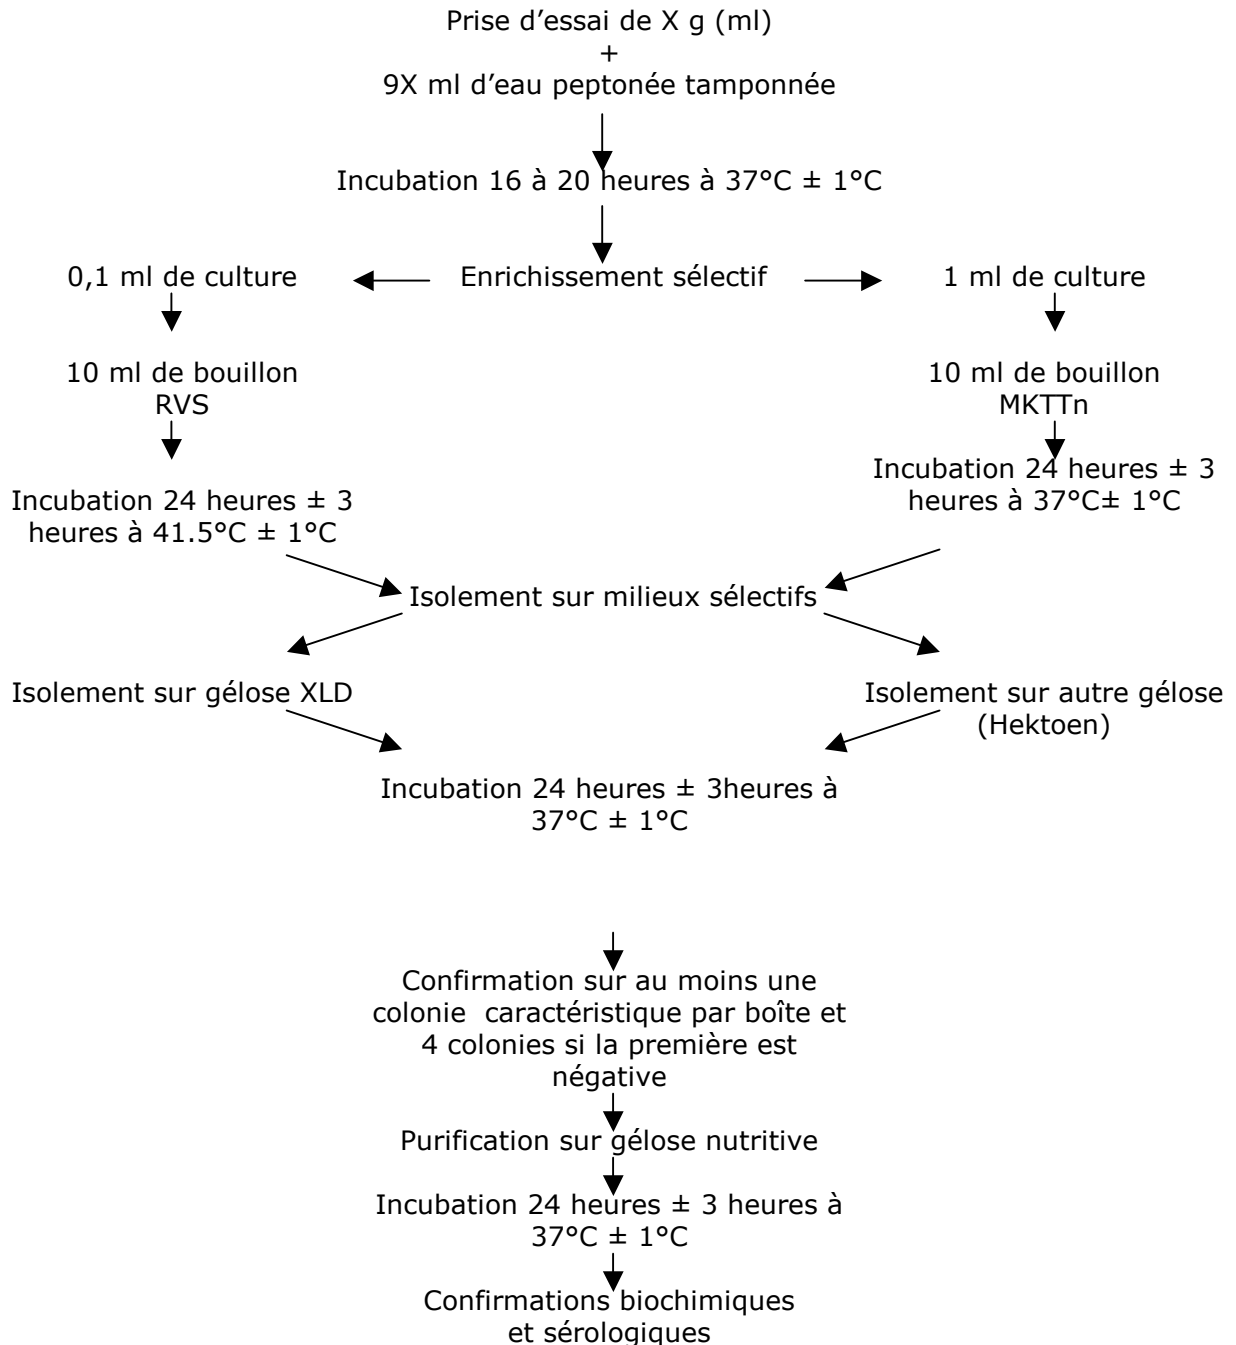 Prise d'essai de X g (ml)
+
9X ml d'eau peptonée tamponnée
Incubation 16 à 20 heures à 37°C ± 1°C
0,1 ml de culture
Enrichissement sélectif
1 ml de culture
10 ml de bouillon
RVS
10 ml de bouillon
MKTTn
Incubation 24 heures ± 3
heures à 41.5°C ± 1°C
Incubation 24 heures ± 3
heures à 37°C± 1°C
Isolement sur milieux sélectifs
Isolement sur gélose XLD
Isolement sur autre gélose
(Hektoen)
Incubation 24 heures ± 3heures à
37°C ± 1°C
Confirmation sur au moins une
colonie  caractéristique par boîte et
4 colonies si la première est
négative
Purification sur gélose nutritive
Incubation 24 heures ± 3 heures à
37°C ± 1°C
Confirmations biochimiques
et sérologiques